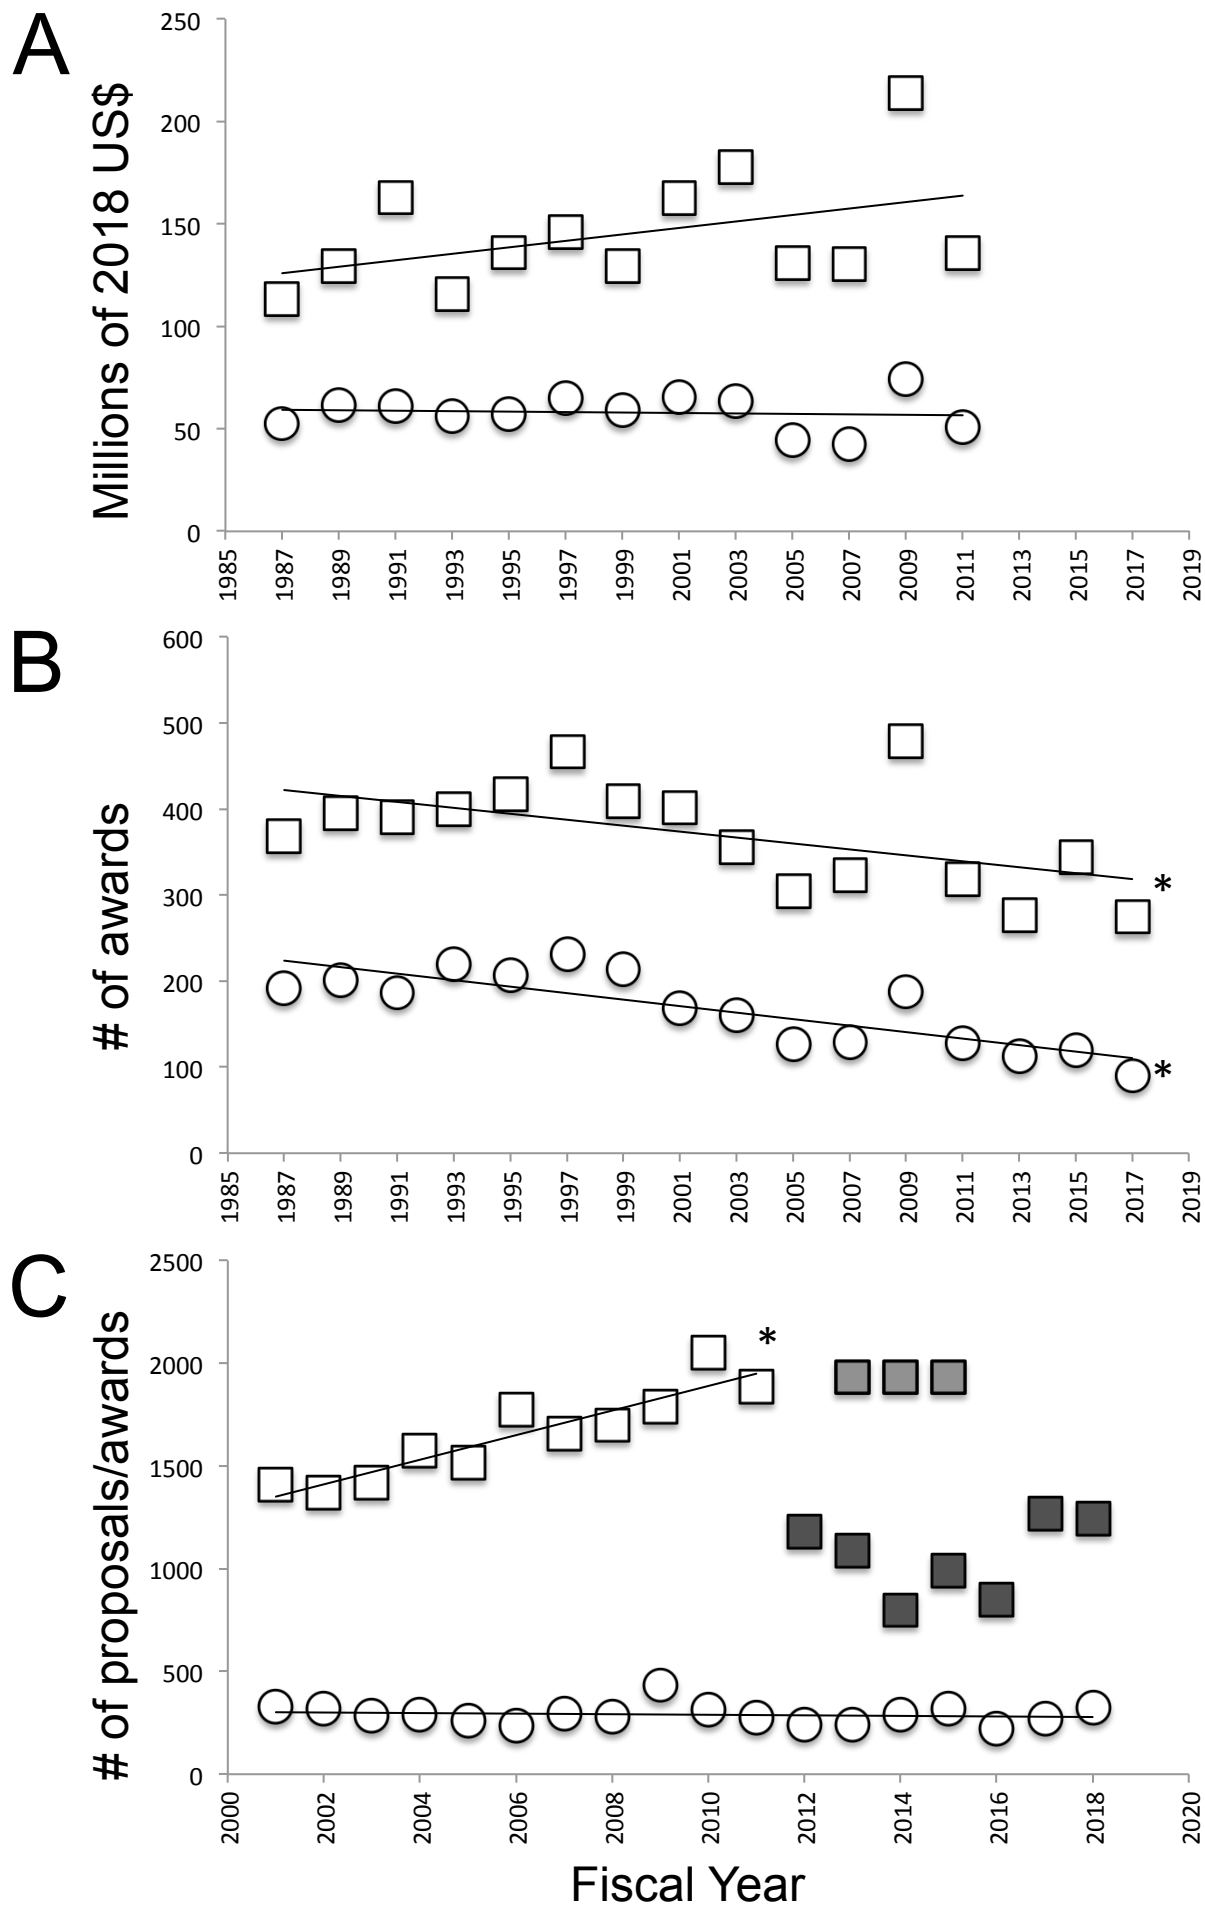 A
Millions of 2018 US$
250
200
150
100
50
0
1985 1987 1989 1991 1993 1995 1997 1999 2001 2003 2005 2007 2009 2011 2013 2015 2017 2019
B
# of awards
600
500
400
300
200
100
0
*
*
1985 1987 1989 1991 1993 1995 1997 1999 2001 2003 2005 2007 2009 2011 2013 2015 2017 2019
C
# of proposals/awards
2500
2000
1500
1000
500
0
*
2000 2002 2004 2006 2008 2010 2012 2014 2016 2018 2020
Fiscal Year